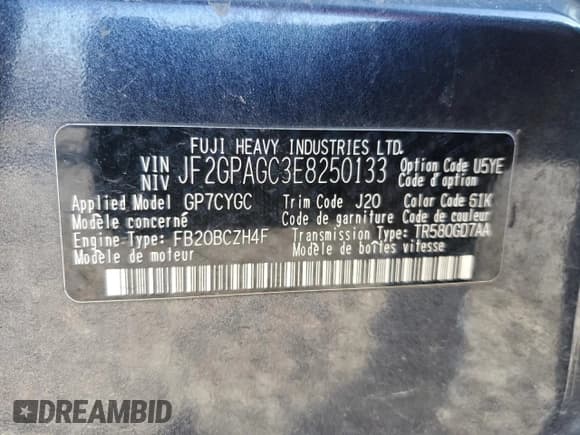 FUJI HEAVY INDUSTRIES LTD.
VIN NIV JF2GPAGC3E8250133 Option Code U5YE
Code d'option
Applied Model GP7CYGC Trim Code J20 Color Code 61K
Modèle concerné Code de garniture Code de couleur
Engine Type: FB20BCZH4F Transmission Type: TR580GD7AA
Modèle de moteur Modèle de boîtes vitesse
DREAMBID